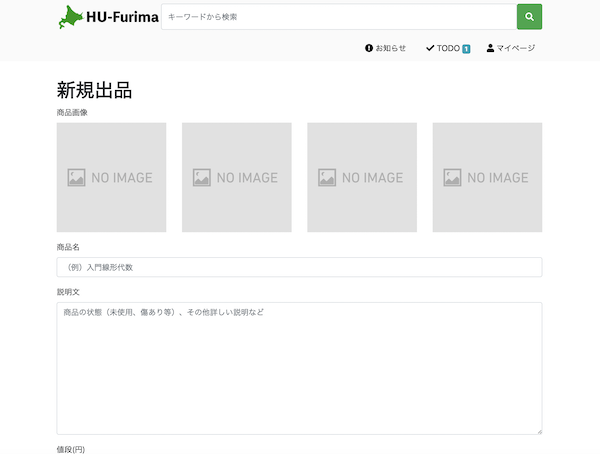 HU-Furima
キーワードから検索
お知らせ
TODO 1
マイページ
新規出品
商品画像
NO IMAGE NO IMAGE NO IMAGE NO IMAGE
商品名
（例）入門線形代数
説明文
商品の状態（未使用、傷あり等）、その他詳しい説明など
値段(円)